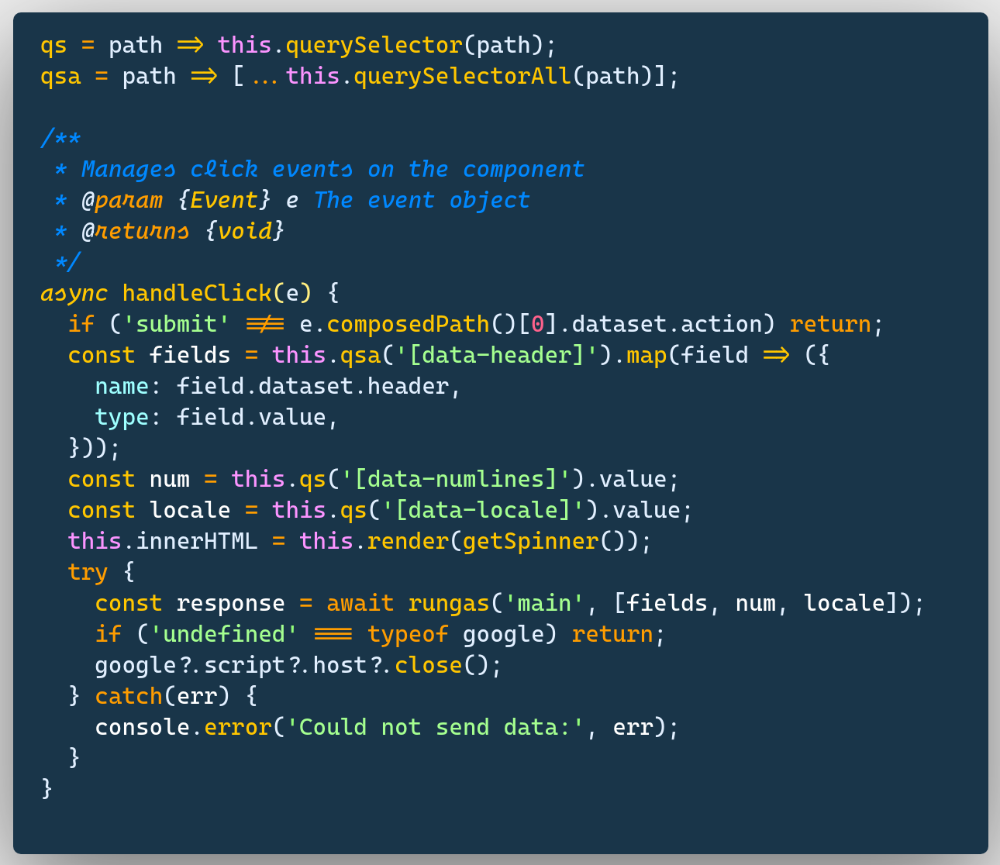 qs = path => this.querySelector(path);
qsa = path => [...this.querySelectorAll(path)];

/**
 * Manages click events on the component
 * @param {Event} e The event object
 * @returns {void}
 */
async handleClick(e) {
  if ('submit' !== e.composedPath()[0].dataset.action) return;
  const fields = this.qsa('[data-header]').map(field => ({
    name: field.dataset.header,
    type: field.value,
  }));
  const num = this.qs('[data-numlines]').value;
  const locale = this.qs('[data-locale]').value;
  this.innerHTML = this.render(getSpinner());
  try {
    const response = await rungas('main', [fields, num, locale]);
    if ('undefined' === typeof google) return;
    google?.script?.host?.close();
  } catch(err) {
    console.error('Could not send data:', err);
  }
}